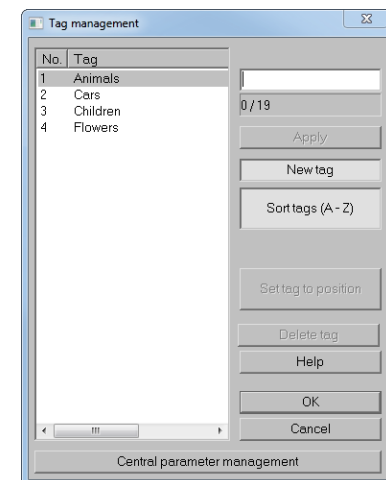 Tag management
No. Tag
1 Animals
2 Cars
3 Children
4 Flowers
0 / 19
Apply
New tag
Sort tags (A - Z)
Set tag to position
Delete tag
Help
OK
Cancel
Central parameter management